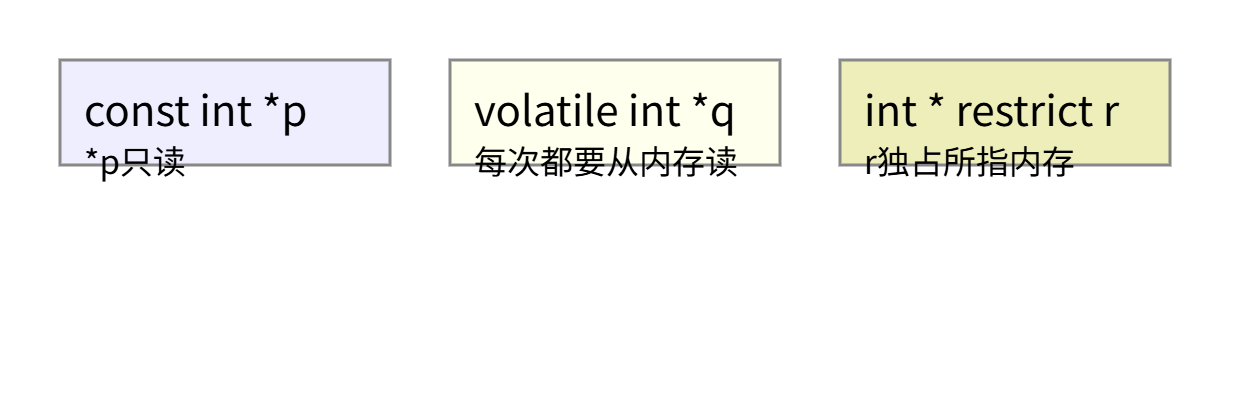 const int *p
*p只读
volatile int *q
每次都要从内存读
int * restrict r
r独占所指内存